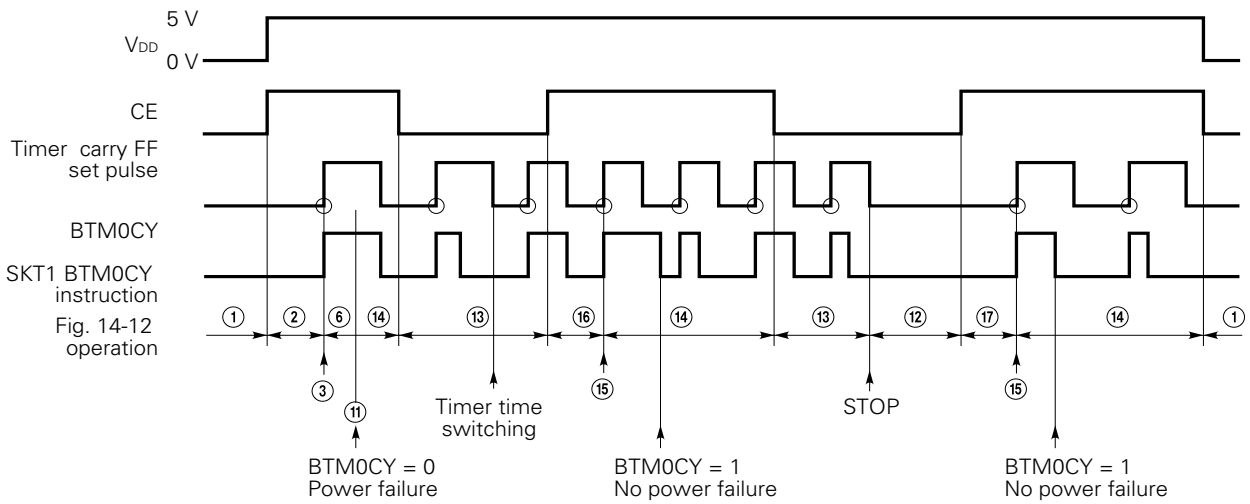 5 V
VDD
0 V
CE
Timer carry FF
set pulse
BTM0CY
SKT1 BTM0CY
instruction
Fig. 14-12
operation
① ② ⑥ ⑭ ⑬ ⑯ ⑭ ⑬ ⑫ ⑰ ⑭ ①
③ ⑪ ⑮ ⑮
Timer time
switching
STOP
BTM0CY = 0
Power failure
BTM0CY = 1
No power failure
BTM0CY = 1
No power failure